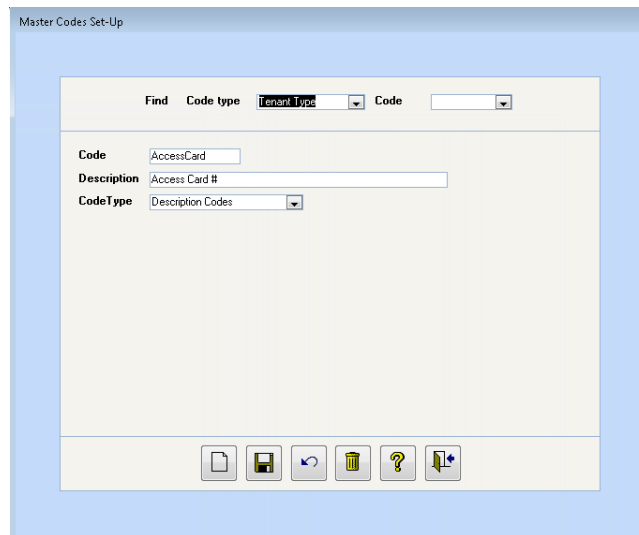 Master Codes Set-Up
Find Code type Tenant Type Code
Code AccessCard
Description Access Card #
CodeType Description Codes